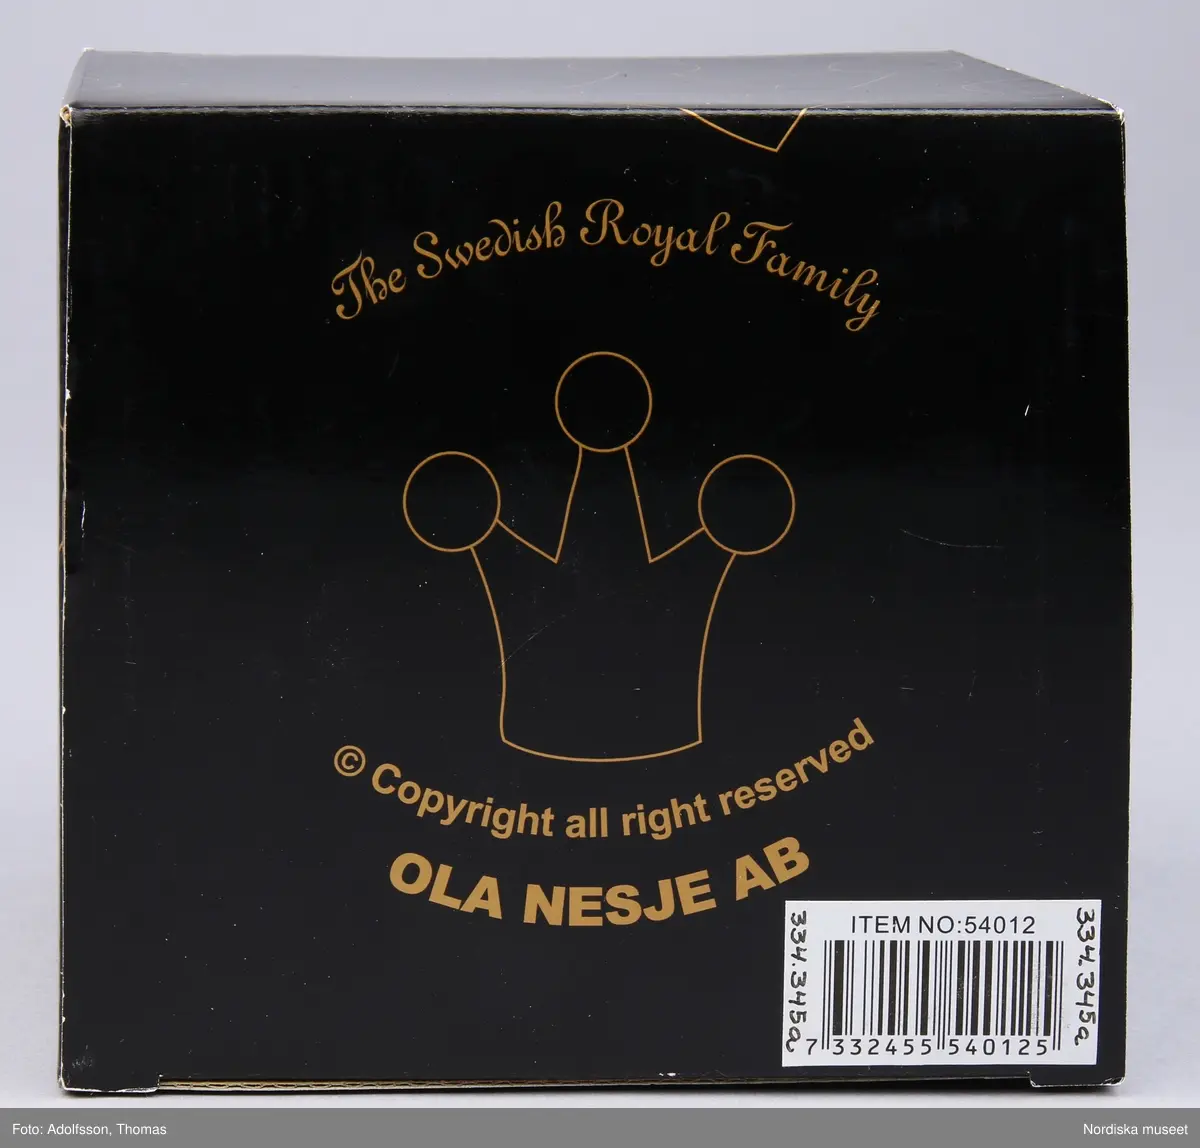 The Swedish Royal Family
© Copyright all right reserved
OLA NESJE AB
ITEM NO:54012
334.345a
334.345a
7 332455 540125
Foto: Adolfsson, Thomas
Nordiska museet